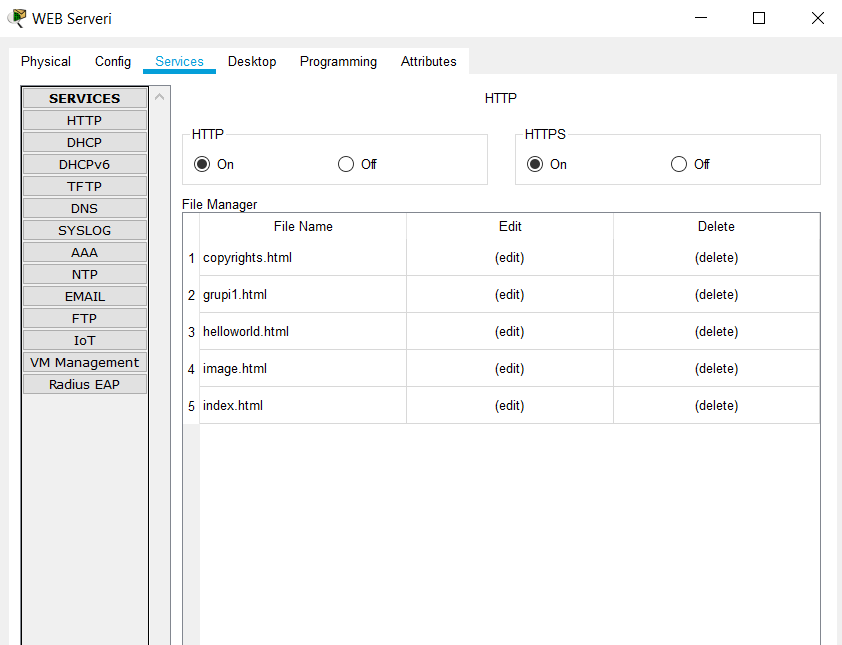 WEB Serveri
Physical Config Services Desktop Programming Attributes
SERVICES
HTTP
DHCP
DHCPv6
TFTP
DNS
SYSLOG
AAA
NTP
EMAIL
FTP
IoT
VM Management
Radius EAP
HTTP
HTTP
On Off
HTTPS
On Off
File Manager
File Name Edit Delete
1 copyrights.html (edit) (delete)
2 grupi1.html (edit) (delete)
3 helloworld.html (edit) (delete)
4 image.html (edit) (delete)
5 index.html (edit) (delete)